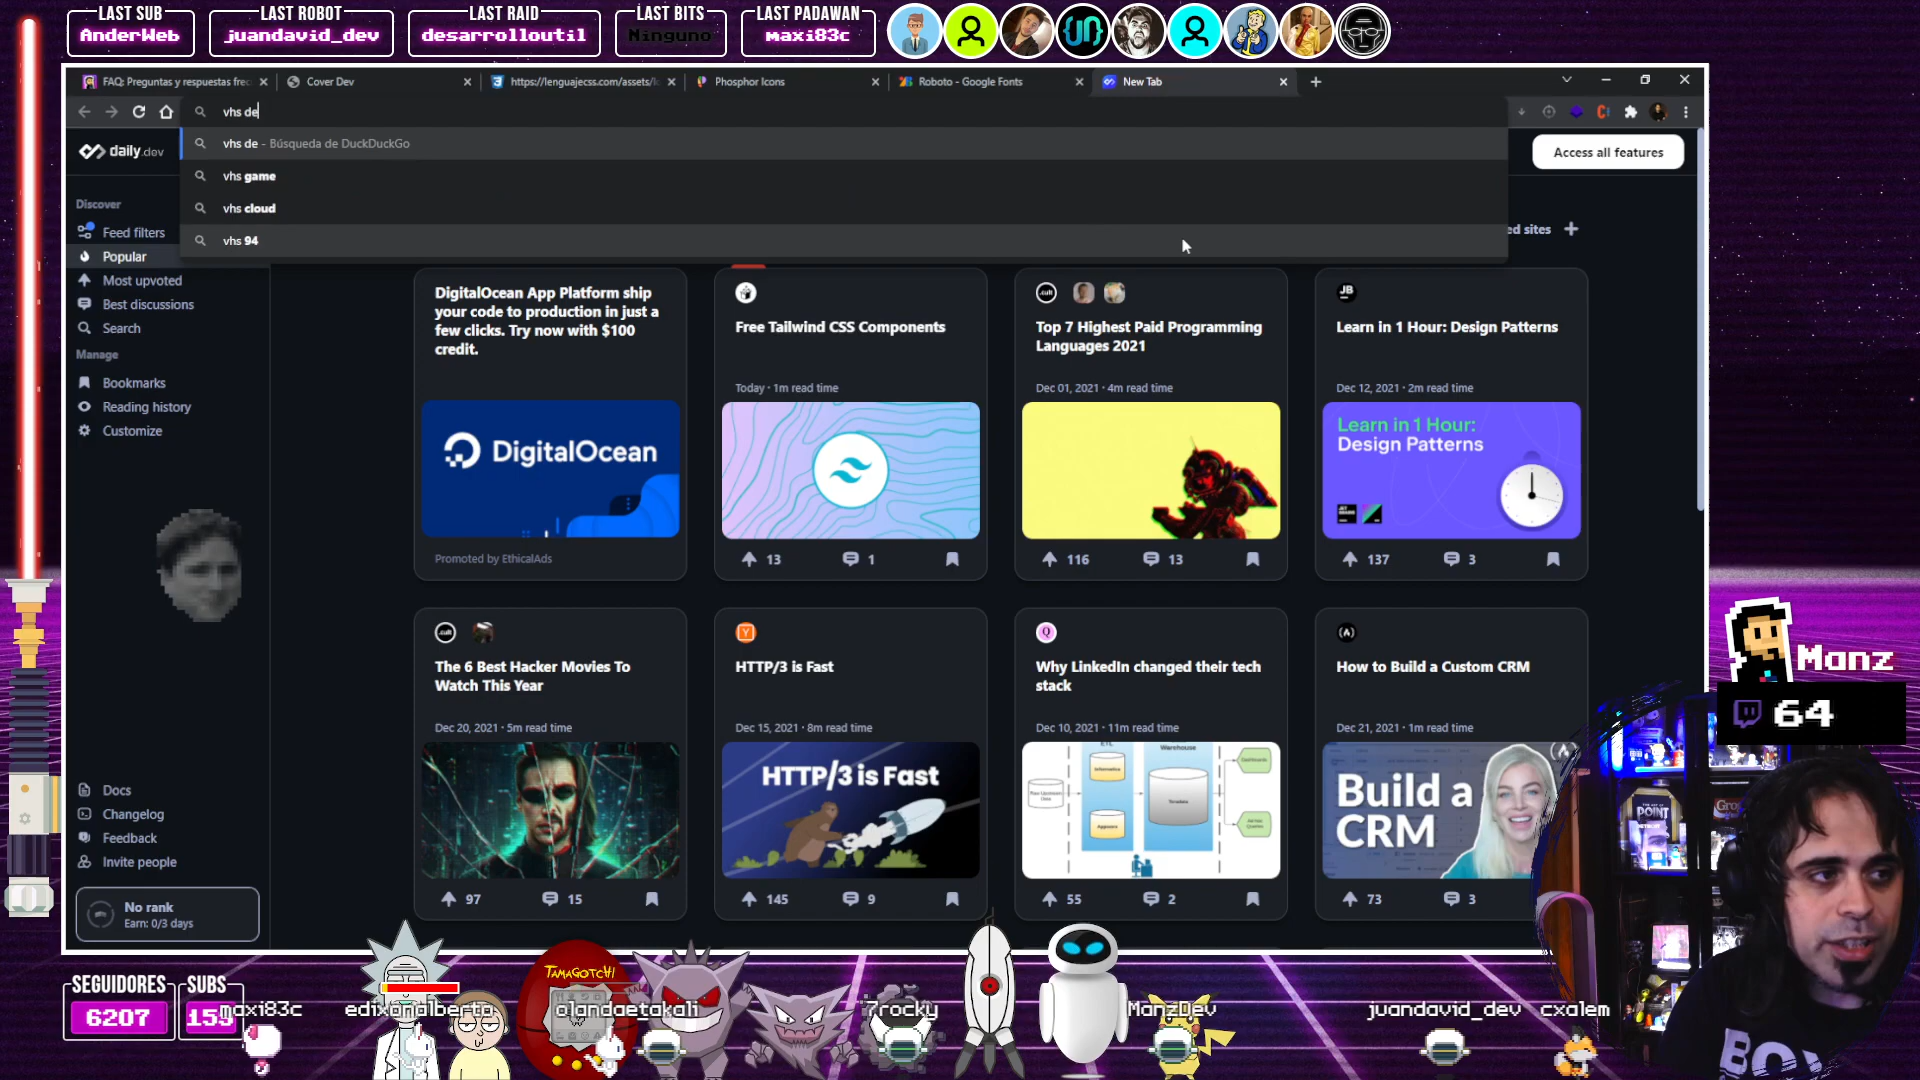 LAST SUB
AnderWeb
LAST ROBOT
juandavid_dev
LAST RAID
desarrolloutil
LAST BITS
Ninguno
LAST PADAWAN
maxi83c
FAQ: Preguntas y respuestas frec
Cover Dev
https://lenguajecss.com/assets/l
Phosphor Icons
Roboto - Google Fonts
New Tab
vhs de
vhs de - Búsqueda de DuckDuckGo
vhs game
vhs cloud
vhs 94
daily.dev
Access all features
ed sites
Discover
Feed filters
Popular
Most upvoted
Best discussions
Search
Manage
Bookmarks
Reading history
Customize
DigitalOcean App Platform ship
your code to production in just a
few clicks. Try now with $100
credit.
DigitalOcean
Promoted by EthicalAds
Free Tailwind CSS Components
Today · 1m read time
13
1
.cult
Top 7 Highest Paid Programming
Languages 2021
Dec 01, 2021 · 4m read time
116
13
JB
Learn in 1 Hour: Design Patterns
Dec 12, 2021 · 2m read time
Learn in 1 Hour:
Design Patterns
137
3
.cult
The 6 Best Hacker Movies To
Watch This Year
Dec 20, 2021 · 5m read time
97
15
Y
HTTP/3 is Fast
Dec 15, 2021 · 8m read time
HTTP/3 is Fast
145
9
Q
Why LinkedIn changed their tech
stack
Dec 10, 2021 · 11m read time
ETL
Warehouse
55
2
How to Build a Custom CRM
Dec 21, 2021 · 1m read time
Build a
CRM
73
3
Docs
Changelog
Feedback
Invite people
No rank
Earn: 0/3 days
Manz
64
POINT
SEGUIDORES
6207
SUBS
155
maxi83c
edixonalberto
TAMAGOTCHI
olandaetakali
7rocky
ManzDev
juandavid_dev
cxalem